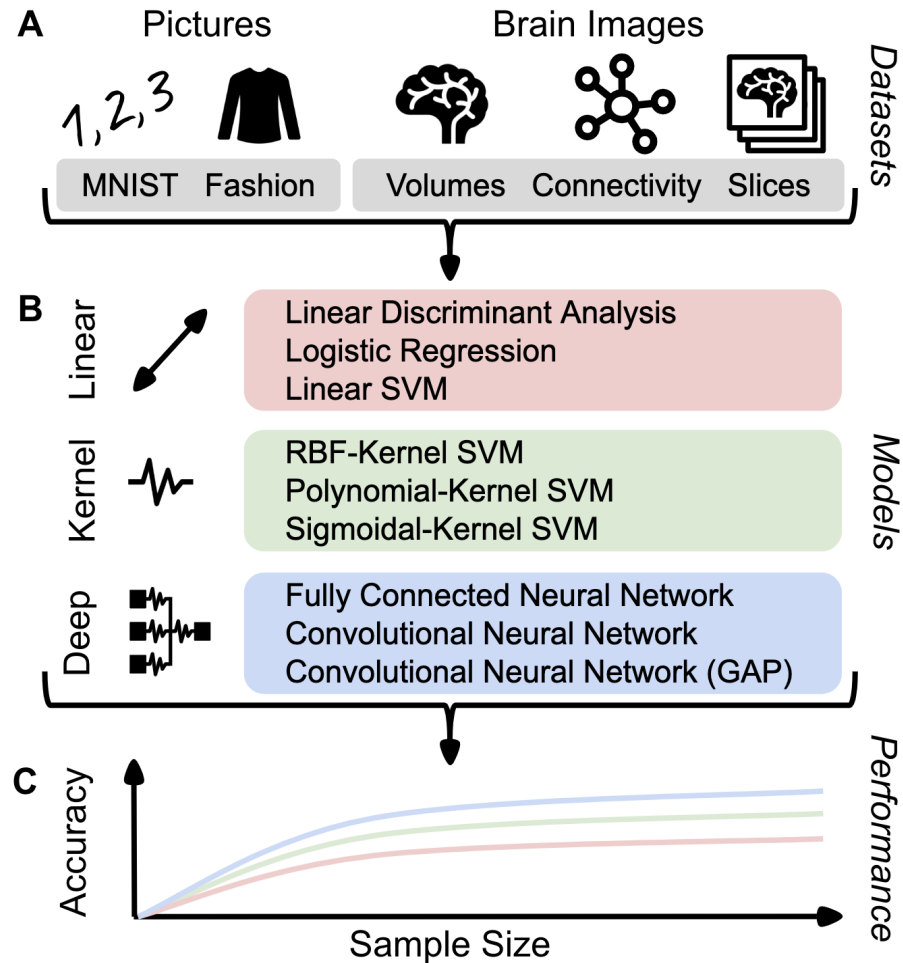 A
Pictures
Brain Images
1,2,3
MNIST
Fashion
Volumes
Connectivity
Slices
Datasets
B
Linear
Linear Discriminant Analysis
Logistic Regression
Linear SVM
Kernel
RBF-Kernel SVM
Polynomial-Kernel SVM
Sigmoidal-Kernel SVM
Models
Deep
Fully Connected Neural Network
Convolutional Neural Network
Convolutional Neural Network (GAP)
C
Accuracy
Sample Size
Performance